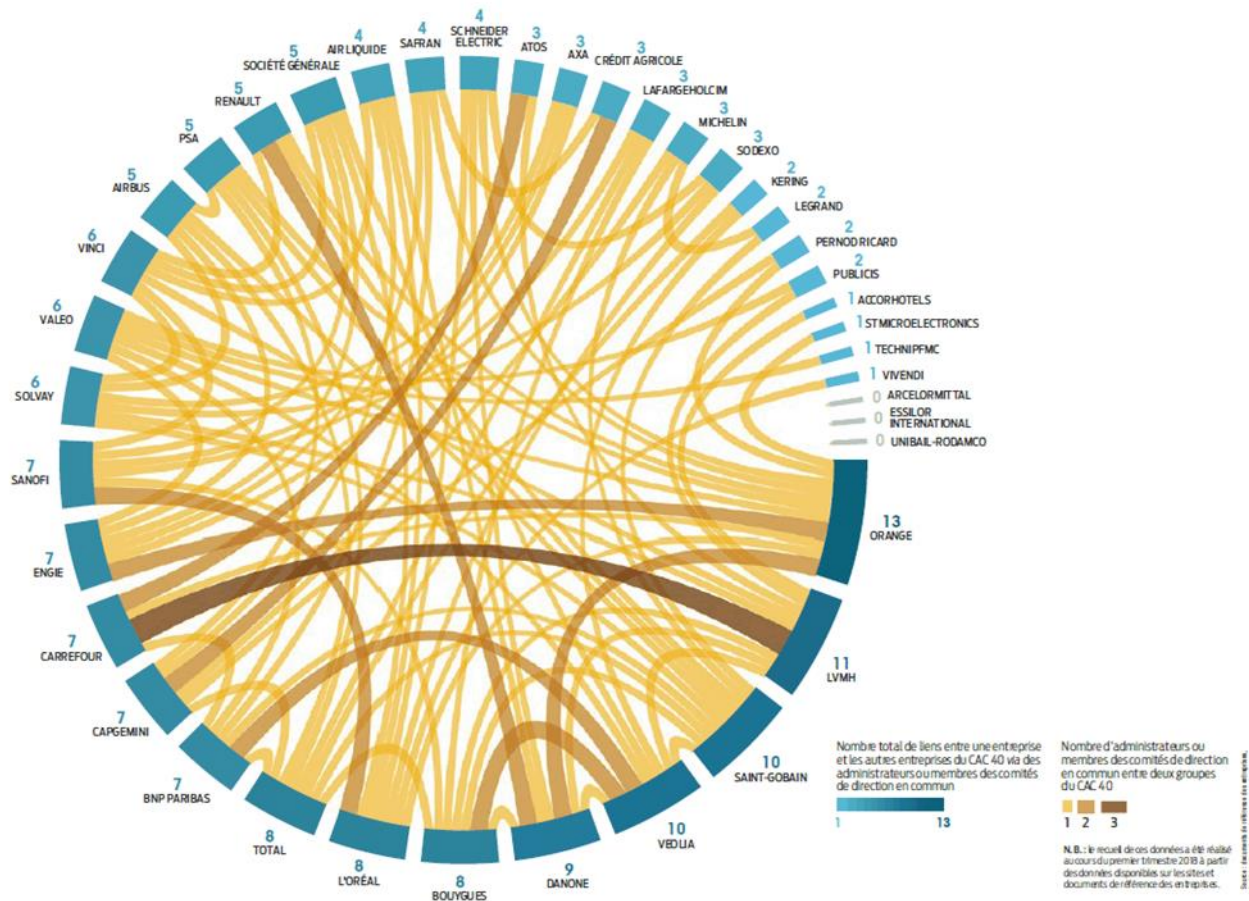 4
SCHNEIDER
ELECTRIC
3
ATOS
3
AXA
3
CRÉDIT AGRICOLE
3
LAFARGEHOLCIM
3
MICHELIN
3
SODEXO
2
KERING
2
LEGRAND
2
PERNOD RICARD
2
PUBLICIS
1 ACCORHOTELS
1 STMICROELECTRONICS
1 TECHNIPFMC
1 VIVENDI
0 ARCELORMITTAL
0 ESSILOR
INTERNATIONAL
0 UNIBAIL-RODAMCO
13
ORANGE
11
LVMH
10
SAINT-GOBAIN
10
VEOLIA
9
DANONE
8
BOUYGUES
8
L'ORÉAL
8
TOTAL
7
BNP PARIBAS
7
CAPGEMINI
7
CARREFOUR
7
ENGIE
7
SANOFI
6
SOLVAY
6
VALEO
6
VINCI
5
AIRBUS
5
PSA
5
RENAULT
5
SOCIÉTÉ GÉNÉRALE
4
AIR LIQUIDE
4
SAFRAN
Nombre total de liens entre une entreprise
et les autres entreprises du CAC 40 via des
administrateurs ou membres des comités
de direction en commun
1 13
Nombre d'administrateurs ou
membres des comités de direction
en commun entre deux groupes
du CAC 40
1 2 3
N.B. : le recueil de ces données a été réalisé
au cours du premier trimestre 2018 à partir
des données disponibles sur les sites et
documents de référence des entreprises.
Source : documents de référence des entreprises.